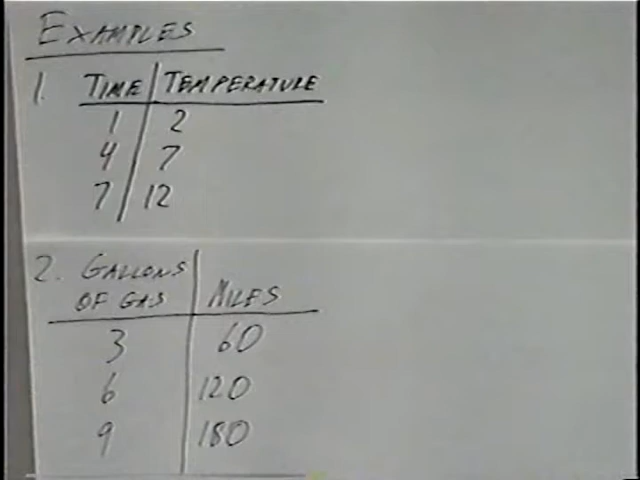 EXAMPLES
1. TIME TEMPERATURE
1 2
4 7
7 12
2. GALLONS
OF GAS MILES
3 60
6 120
9 180